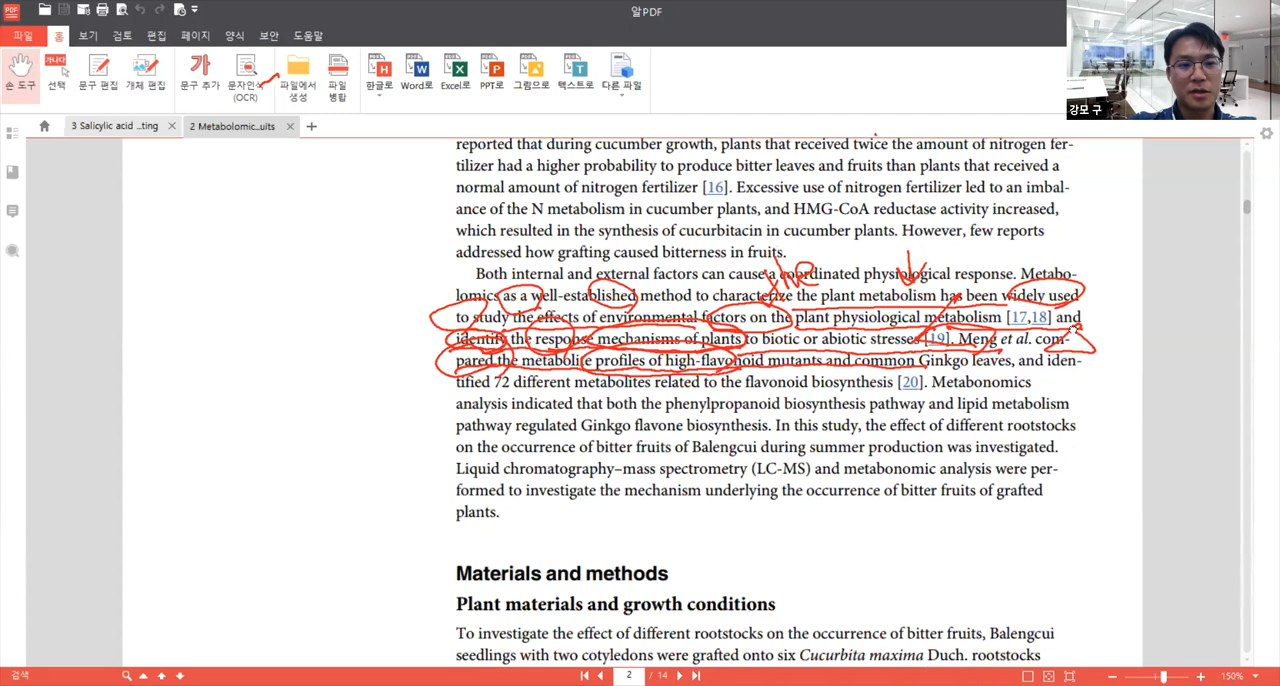 알PDF
파일 홈 보기 검토 편집 페이지 양식 보안 도움말
손 도구 선택 문구 편집 개체 편집 문구 추가 문자인식 (OCR) 파일에서 생성 파일 병합 한글로 Word로 Excel로 PPT로 그림으로 텍스트로 다른 파일
강모 구
3 Salicylic acid ...ting
2 Metabolomic...uits
reported that during cucumber growth, plants that received twice the amount of nitrogen fer-
tilizer had a higher probability to produce bitter leaves and fruits than plants that received a
normal amount of nitrogen fertilizer [16]. Excessive use of nitrogen fertilizer led to an imbal-
ance of the N metabolism in cucumber plants, and HMG-CoA reductase activity increased,
which resulted in the synthesis of cucurbitacin in cucumber plants. However, few reports
addressed how grafting caused bitterness in fruits.
the
Both internal and external factors can cause a coordinated physiological response. Metabo-
lomics as a well-established method to characterize the plant metabolism has been widely used
to study the effects of environmental factors on the plant physiological metabolism [17,18] and
identify the response mechanisms of plants to biotic or abiotic stresses [19]. Meng et al. com-
pared the metabolite profiles of high-flavonoid mutants and common Ginkgo leaves, and iden-
tified 72 different metabolites related to the flavonoid biosynthesis [20]. Metabonomics
analysis indicated that both the phenylpropanoid biosynthesis pathway and lipid metabolism
pathway regulated Ginkgo flavone biosynthesis. In this study, the effect of different rootstocks
on the occurrence of bitter fruits of Balengcui during summer production was investigated.
Liquid chromatography–mass spectrometry (LC-MS) and metabonomic analysis were per-
formed to investigate the mechanism underlying the occurrence of bitter fruits of grafted
plants.
Materials and methods
Plant materials and growth conditions
To investigate the effect of different rootstocks on the occurrence of bitter fruits, Balengcui
seedlings with two cotyledons were grafted onto six Cucurbita maxima Duch. rootstocks
검색
2 / 14
150%